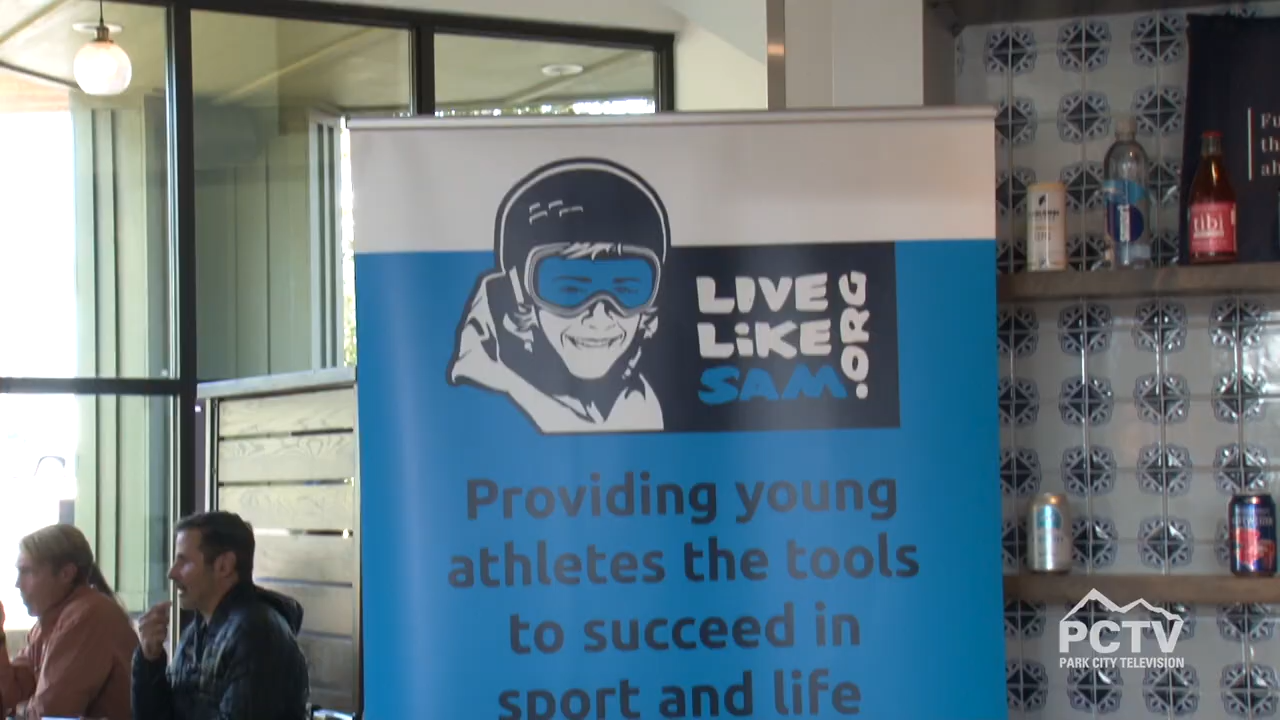 LIVE
LiKE
SAM
.ORG
Providing young
athletes the tools
to succeed in
sport and life
tibi
PCTV
PARK CITY TELEVISION